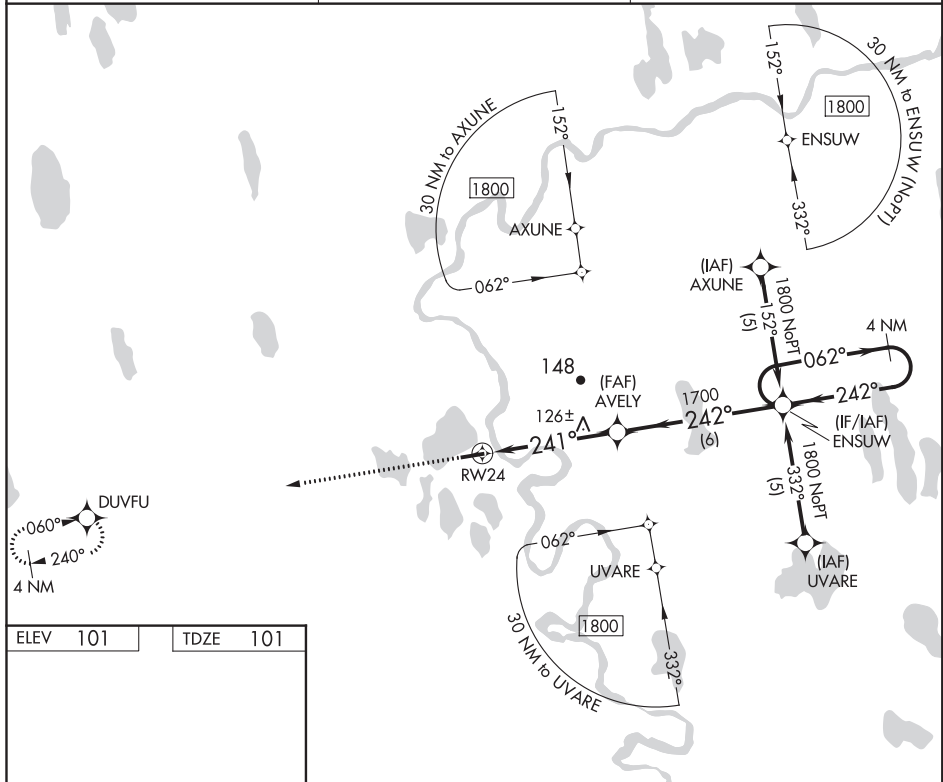 152°
30 NM to ENSUW (NoPT)
1800
ENSUW
332°
30 NM to AXUNE
152°
1800
AXUNE
062°
(IAF)
AXUNE
1800 NoPT
152°
(5)
4 NM
062°
242°
(IF/IAF)
ENSUW
148
(FAF)
AVELY
126±
1700
242°
(6)
241°
RW24
1800 NoPT
332°
(5)
(IAF)
UVARE
DUVFU
060°
240°
4 NM
062°
UVARE
1800
332°
30 NM to UVARE
ELEV 101
TDZE 101